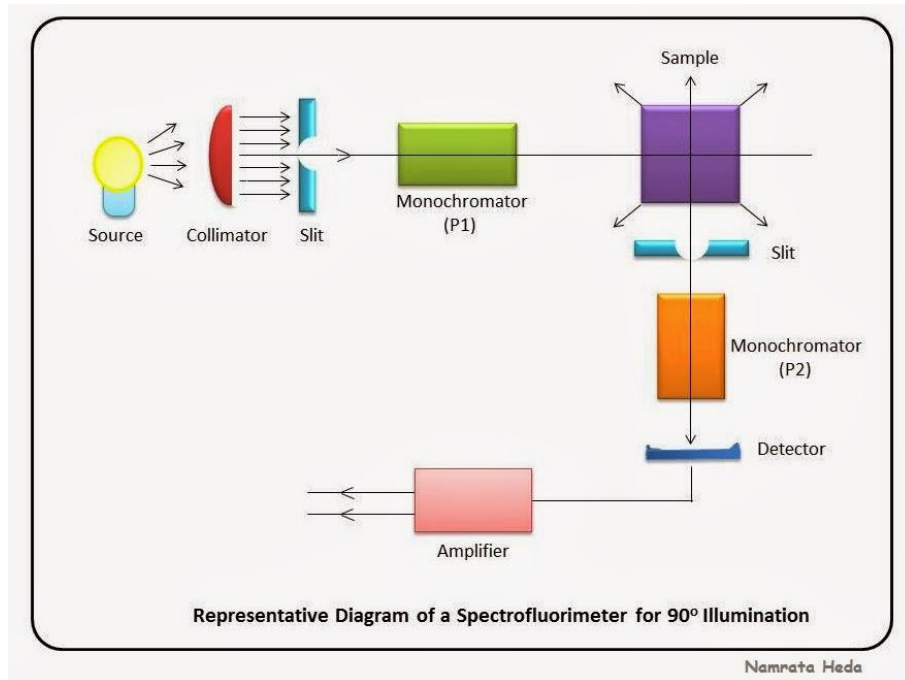 Sample
Source
Collimator
Slit
Monochromator
(P1)
Slit
Monochromator
(P2)
Detector
Amplifier
Representative Diagram of a Spectrofluorimeter for 90º Illumination
Namrata Heda